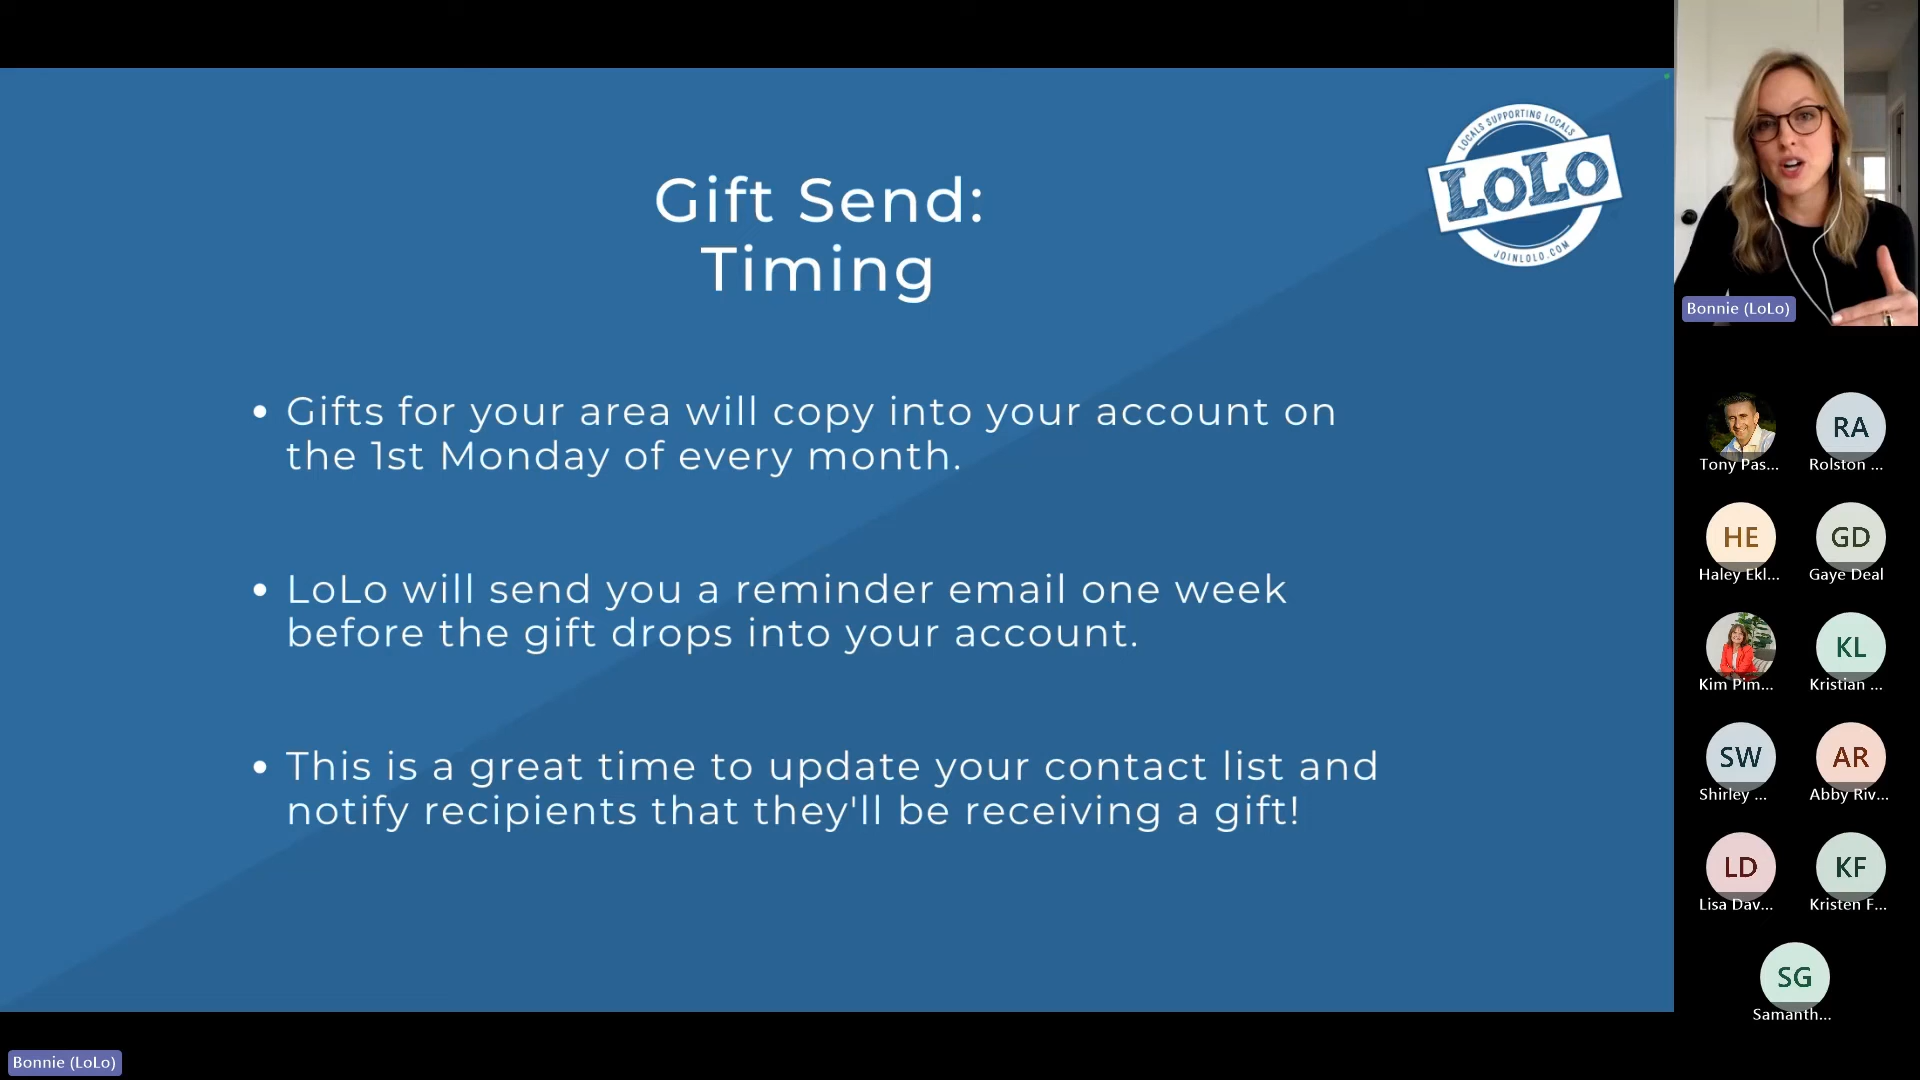 Gift Send:
Timing
LOCALS SUPPORTING LOCALS
LOLO
JOINLOLO.COM
• Gifts for your area will copy into your account on
the 1st Monday of every month.
• LoLo will send you a reminder email one week
before the gift drops into your account.
• This is a great time to update your contact list and
notify recipients that they'll be receiving a gift!
Bonnie (LoLo)
Bonnie (LoLo)
Tony Pas...
RA
Rolston ...
HE
Haley Ekl...
GD
Gaye Deal
Kim Pim...
KL
Kristian ...
SW
Shirley ...
AR
Abby Riv...
LD
Lisa Dav...
KF
Kristen F...
SG
Samanth...